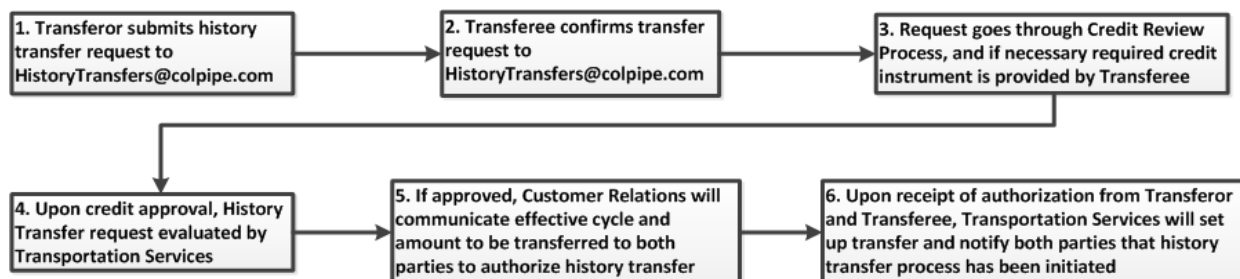 1. Transferor submits history
transfer request to
HistoryTransfers@colpipe.com
2. Transferee confirms transfer
request to
HistoryTransfers@colpipe.com
3. Request goes through Credit Review
Process, and if necessary required credit
instrument is provided by Transferee
4. Upon credit approval, History
Transfer request evaluated by
Transportation Services
5. If approved, Customer Relations will
communicate effective cycle and
amount to be transferred to both
parties to authorize history transfer
6. Upon receipt of authorization from Transferor
and Transferee, Transportation Services will set
up transfer and notify both parties that history
transfer process has been initiated